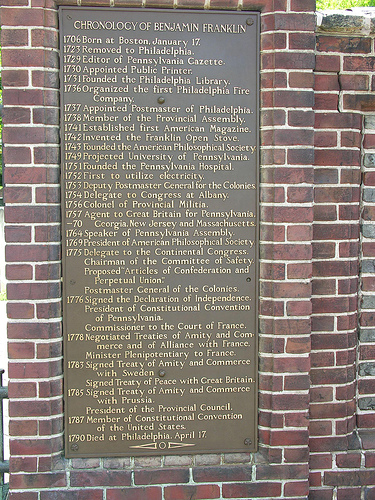 CHRONOLOGY OF BENJAMIN FRANKLIN
1706 Born at Boston, January 17.
1723 Removed to Philadelphia.
1729 Editor of Pennsylvania Gazette.
1730 Appointed Public Printer.
1731 Founded the Philadelphia Library.
1736 Organized the first Philadelphia Fire
Company.
1737 Appointed Postmaster of Philadelphia.
1738 Member of the Provincial Assembly.
1741 Established first American Magazine.
1742 Invented the Franklin Open Stove.
1743 Founded the American Philosophical Society
1749 Projected University of Pennsylvania.
1751 Founded the Pennsylvania Hospital.
1752 First to utilize electricity.
1753 Deputy Postmaster General for the Colonies.
1754 Delegate to Congress at Albany.
1756 Colonel of Provincial Militia.
1757 Agent to Great Britain for Pennsylvania,
-70 Georgia, New Jersey and Massachusetts.
1764 Speaker of Pennsylvania Assembly.
1769 President of American Philosophical Society.
1775 Delegate to the Continental Congress.
Chairman of the Committee of Safety.
Proposed "Articles of Confederation and
Perpetual Union."
Postmaster General of the Colonies.
1776 Signed the Declaration of Independence.
President of Constitutional Convention
of Pennsylvania.
Commissioner to the Court of France.
1778 Negotiated Treaties of Amity and Com-
merce and of Alliance with France.
Minister Plenipotentiary to France.
1783 Signed Treaty of Amity and Commerce
with Sweden
Signed Treaty of Peace with Great Britain.
1785 Signed Treaty of Amity and Commerce
with Prussia.
President of the Provincial Council.
1787 Member of Constitutional Convention
of the United States.
1790 Died at Philadelphia, April 17.